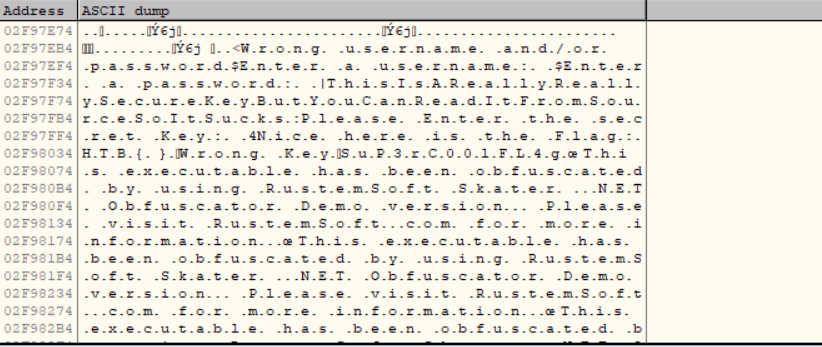 Address ASCII dump
02F97E74 ..▯.....▯Ý6j▯......................▯Ý6j▯.......................
02F97EB4 ▯▯▯.........▯Ý6j ▯..<W.r.o.n.g. .u.s.e.r.n.a.m.e. .a.n.d./.o.r.
02F97EF4 .p.a.s.s.w.o.r.d.$E.n.t.e.r. .a. .u.s.e.r.n.a.m.e.:. .$E.n.t.e.r
02F97F34 . .a. .p.a.s.s.w.o.r.d.:. .|T.h.i.s.I.s.A.R.e.a.l.l.y.R.e.a.l.l.
02F97F74 y.S.e.c.u.r.e.K.e.y.B.u.t.Y.o.u.C.a.n.R.e.a.d.I.t.F.r.o.m.S.o.u.
02F97FB4 r.c.e.S.o.I.t.S.u.c.k.s.:P.l.e.a.s.e. .E.n.t.e.r. .t.h.e. .s.e.c
02F97FF4 .r.e.t. .K.e.y.:. .4N.i.c.e. .h.e.r.e. .i.s. .t.h.e. .F.l.a.g.:.
02F98034 H.T.B.{. }.▯W.r.o.n.g. .K.e.y.▯S.u.P.3.r.C.0.0.l.F.L.4.g.œT.h.i
02F98074 .s. .e.x.e.c.u.t.a.b.l.e. .h.a.s. .b.e.e.n. .o.b.f.u.s.c.a.t.e.d
02F980B4 . .b.y. .u.s.i.n.g. .R.u.s.t.e.m.S.o.f.t. .S.k.a.t.e.r. ...N.E.T
02F980F4 . .O.b.f.u.s.c.a.t.o.r. .D.e.m.o. .v.e.r.s.i.o.n... .P.l.e.a.s.e
02F98134 . .v.i.s.i.t. .R.u.s.t.e.m.S.o.f.t...c.o.m. .f.o.r. .m.o.r.e. .i
02F98174 .n.f.o.r.m.a.t.i.o.n...œT.h.i.s. .e.x.e.c.u.t.a.b.l.e. .h.a.s.
02F981B4 .b.e.e.n. .o.b.f.u.s.c.a.t.e.d. .b.y. .u.s.i.n.g. .R.u.s.t.e.m.S
02F981F4 .o.f.t. .S.k.a.t.e.r. ...N.E.T. .O.b.f.u.s.c.a.t.o.r. .D.e.m.o.
02F98234 .v.e.r.s.i.o.n... .P.l.e.a.s.e. .v.i.s.i.t. .R.u.s.t.e.m.S.o.f.t
02F98274 ...c.o.m. .f.o.r. .m.o.r.e. .i.n.f.o.r.m.a.t.i.o.n...œT.h.i.s.
02F982B4 .e.x.e.c.u.t.a.b.l.e. .h.a.s. .b.e.e.n. .o.b.f.u.s.c.a.t.e.d. .b